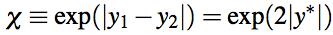 χ ≡ exp(|y₁ − y₂|) = exp(2|y*|)